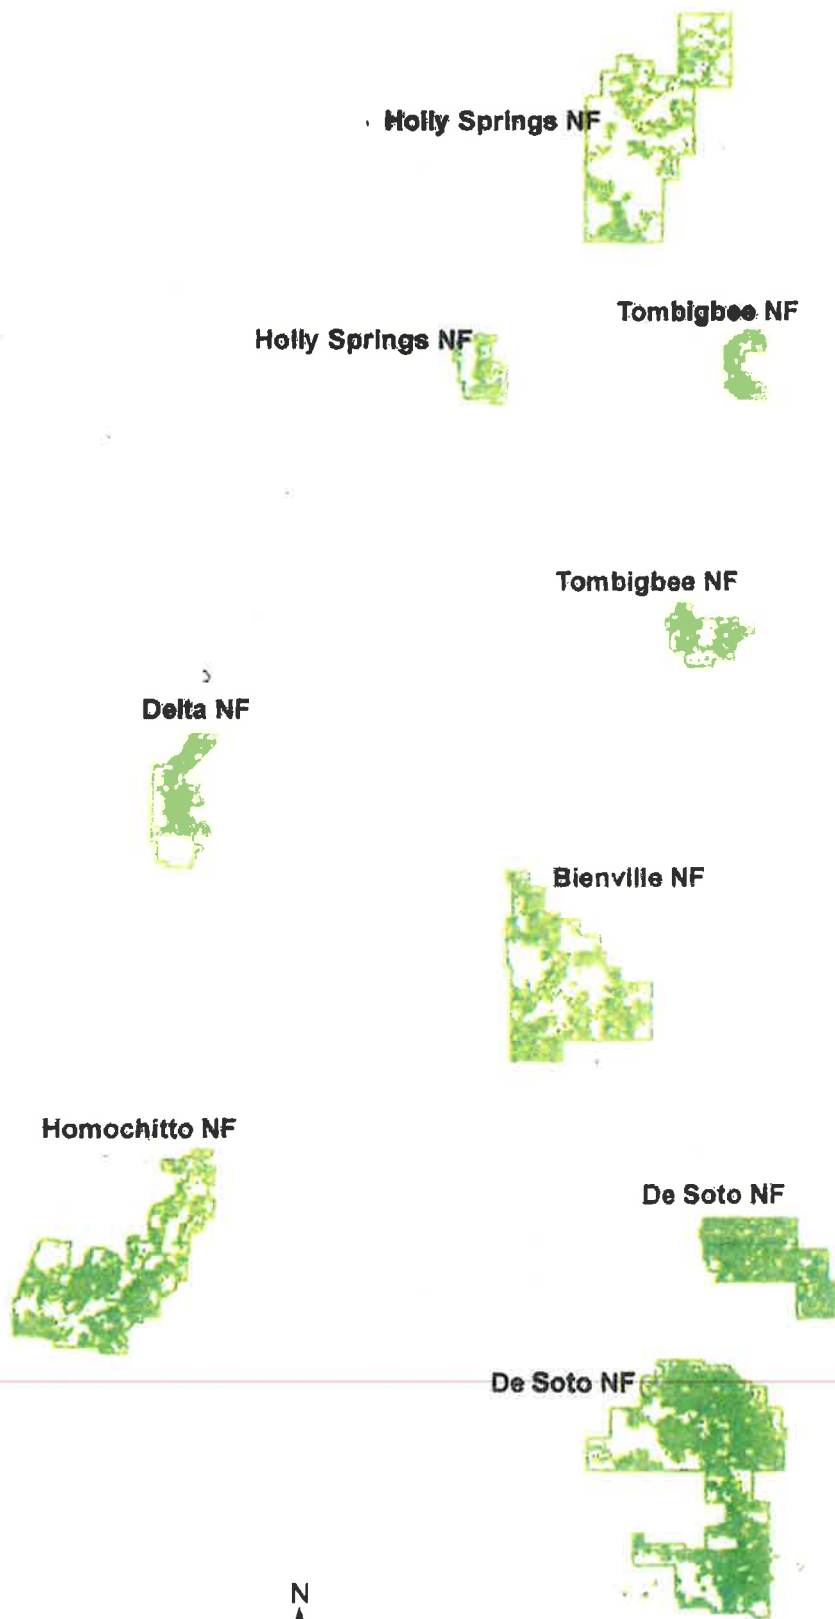 Holly Springs NF
Tombigbee NF
Holly Springs NF
Tombigbee NF
Delta NF
Bienville NF
Homochitto NF
De Soto NF
De Soto NF
N